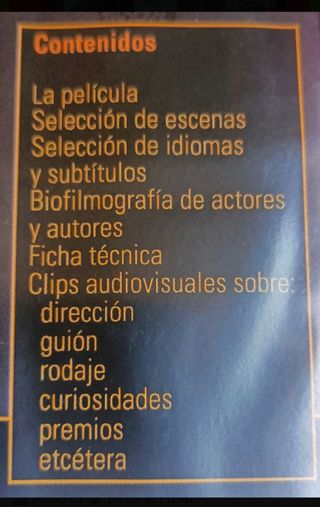 Contenidos
La película
Selección de escenas
Selección de idiomas
y subtítulos
Biofilmografía de actores
y autores
Ficha técnica
Clips audiovisuales sobre:
dirección
guión
rodaje
curiosidades
premios
etcétera